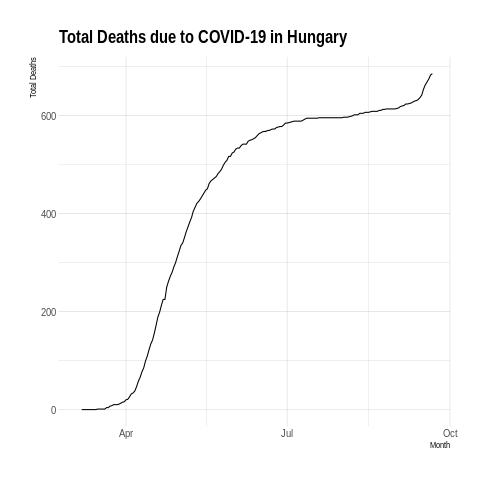 Total Deaths due to COVID-19 in Hungary
Total Deaths
600
400
200
0
Apr
Jul
Oct
Month